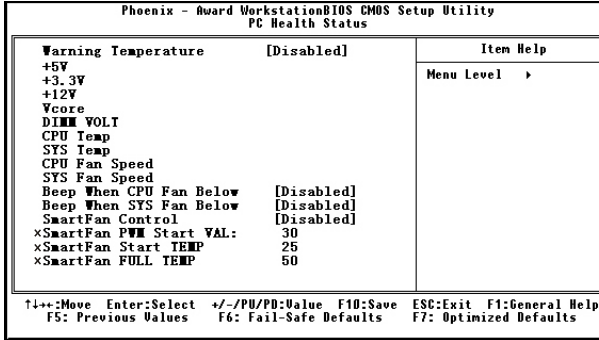 Phoenix - Award WorkstationBIOS CMOS Setup Utility
PC Health Status
Warning Temperature [Disabled]
+5V
+3.3V
+12V
Vcore
DIMM VOLT
CPU Temp
SYS Temp
CPU Fan Speed
SYS Fan Speed
Beep When CPU Fan Below [Disabled]
Beep When SYS Fan Below [Disabled]
SmartFan Control [Disabled]
×SmartFan PWM Start VAL: 30
×SmartFan Start TEMP 25
×SmartFan FULL TEMP 50
Item Help
Menu Level ▸
↑↓→←:Move Enter:Select +/-/PU/PD:Value F10:Save ESC:Exit F1:General Help
F5: Previous Values F6: Fail-Safe Defaults F7: Optimized Defaults